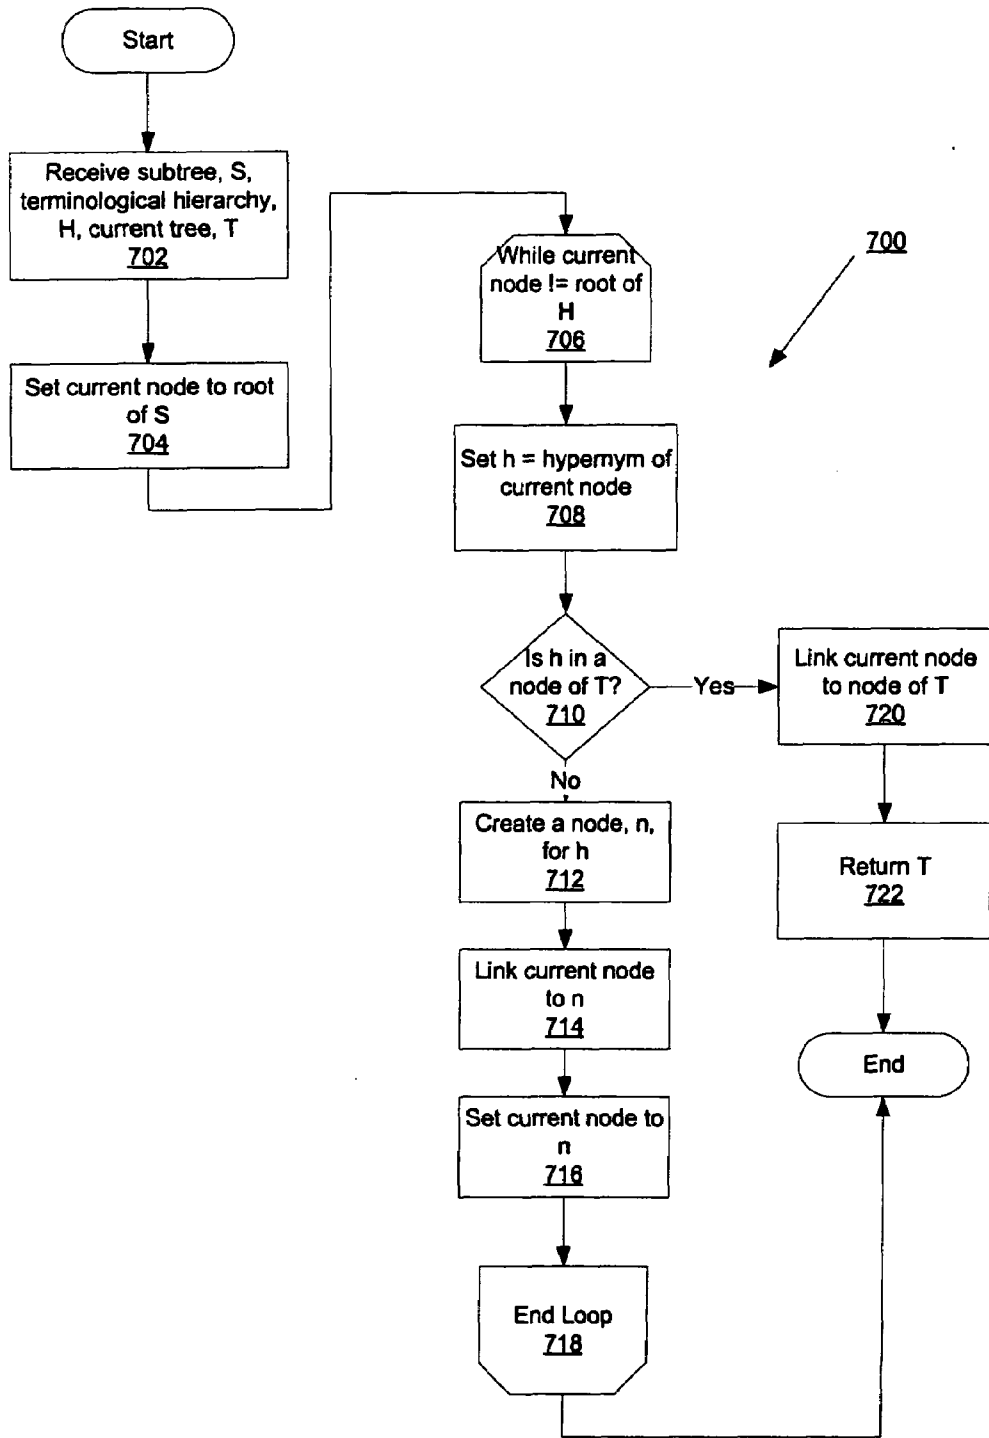 Start
Receive subtree, S,
terminological hierarchy,
H, current tree, T
702
Set current node to root
of S
704
While current
node != root of
H
706
700
Set h = hypernym of
current node
708
Is h in a
node of T?
710
Yes
Link current node
to node of T
720
No
Create a node, n,
for h
712
Return T
722
Link current node
to n
714
End
Set current node to
n
716
End Loop
718